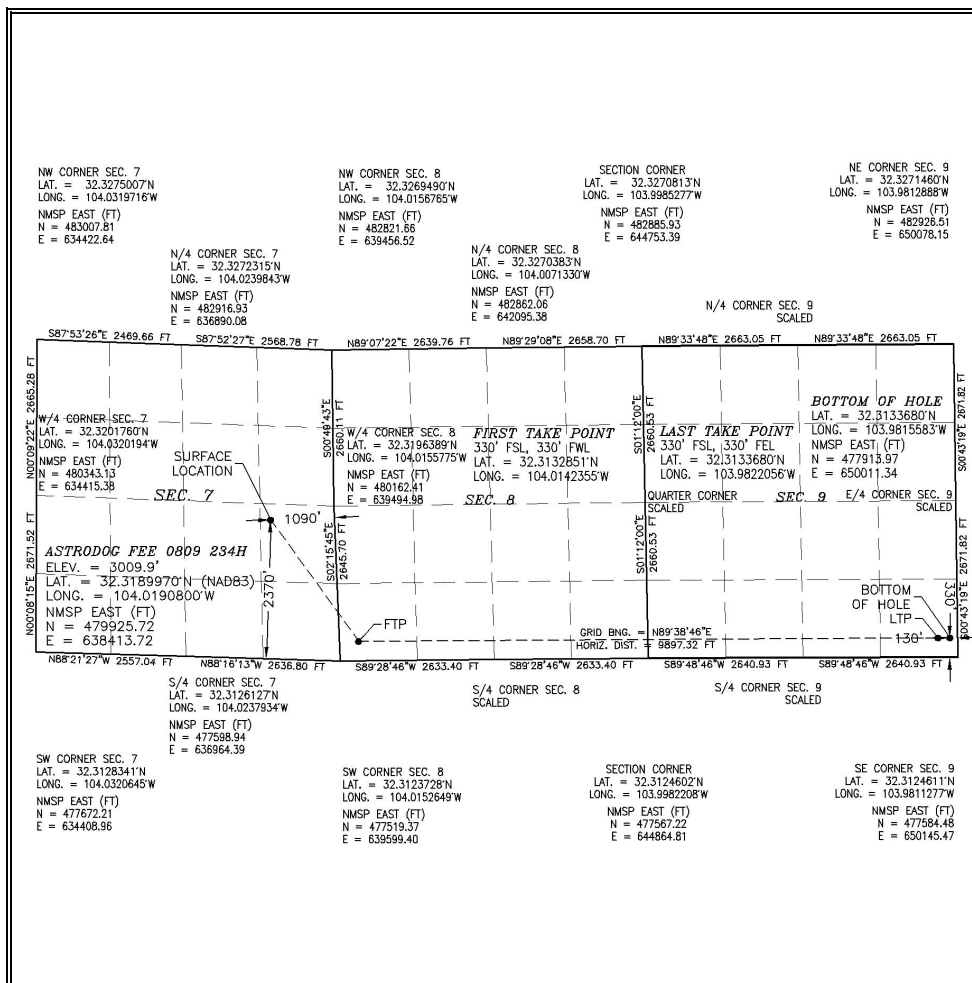 NW CORNER SEC. 7
LAT. = 32.3275007'N
LONG. = 104.0319716'W
NMSP EAST (FT)
N = 483007.81
E = 634422.64
NW CORNER SEC. 8
LAT. = 32.3269490'N
LONG. = 104.0156765'W
NMSP EAST (FT)
N = 482821.66
E = 639456.52
SECTION CORNER
LAT. = 32.3270813'N
LONG. = 103.9985277'W
NMSP EAST (FT)
N = 482885.93
E = 644753.39
NE CORNER SEC. 9
LAT. = 32.3271460'N
LONG. = 103.9812888'W
NMSP EAST (FT)
N = 482926.51
E = 650078.15
N/4 CORNER SEC. 7
LAT. = 32.3272315'N
LONG. = 104.0239843'W
NMSP EAST (FT)
N = 482916.93
E = 636890.08
N/4 CORNER SEC. 8
LAT. = 32.3270383'N
LONG. = 104.0071330'W
NMSP EAST (FT)
N = 482862.06
E = 642095.38
N/4 CORNER SEC. 9
SCALED
S87°53'26"E 2469.66 FT
S87°52'27"E 2568.78 FT
N89°07'22"E 2639.76 FT
N89°29'08"E 2658.70 FT
N89°33'48"E 2663.05 FT
N89°33'48"E 2663.05 FT
N00°09'22"E 2665.28 FT
S00°49'43"E
2660.11 FT
S01°12'00"E
2660.53 FT
S00°43'19"E 2671.82 FT
W/4 CORNER SEC. 7
LAT. = 32.3201760'N
LONG. = 104.0320194'W
NMSP EAST (FT)
N = 480343.13
E = 634415.38
SURFACE
LOCATION
W/4 CORNER SEC. 8
LAT. = 32.3196389'N
LONG. = 104.0155775'W
NMSP EAST (FT)
N = 480162.41
E = 639494.98
FIRST TAKE POINT
330' FSL, 330' FWL
LAT. = 32.3132851'N
LONG. = 104.0142355'W
LAST TAKE POINT
330' FSL, 330' FEL
LAT. = 32.3133680'N
LONG. = 103.9822056'W
BOTTOM OF HOLE
LAT. = 32.3133680'N
LONG. = 103.9815583'W
NMSP EAST (FT)
N = 477913.97
E = 650011.34
SEC. 7
SEC. 8
QUARTER CORNER
SCALED
SEC. 9
E/4 CORNER SEC. 9
SCALED
1090'
2370'
N00°08'15"E 2671.52 FT
S02°15'45"E
2645.70 FT
S01°12'00"E
2660.53 FT
S00°43'19"E 2671.82 FT
ASTRODOG FEE 0809 234H
ELEV. = 3009.9'
LAT. = 32.3189970'N (NAD83)
LONG. = 104.0190800'W
NMSP EAST (FT)
N = 479925.72
E = 638413.72
FTP
BOTTOM
OF HOLE
LTP
330'
130'
GRID BNG. = N89°38'46"E
HORIZ. DIST. = 9897.32 FT
N88°21'27"W 2557.04 FT
N88°16'13"W 2636.80 FT
S89°28'46"W 2633.40 FT
S89°28'46"W 2633.40 FT
S89°48'46"W 2640.93 FT
S89°48'46"W 2640.93 FT
S/4 CORNER SEC. 7
LAT. = 32.3126127'N
LONG. = 104.0237934'W
NMSP EAST (FT)
N = 477598.94
E = 636964.39
S/4 CORNER SEC. 8
SCALED
S/4 CORNER SEC. 9
SCALED
SW CORNER SEC. 7
LAT. = 32.3128341'N
LONG. = 104.0320645'W
NMSP EAST (FT)
N = 477672.21
E = 634408.96
SW CORNER SEC. 8
LAT. = 32.3123728'N
LONG. = 104.0152649'W
NMSP EAST (FT)
N = 477519.37
E = 639599.40
SECTION CORNER
LAT. = 32.3124602'N
LONG. = 103.9982208'W
NMSP EAST (FT)
N = 477567.22
E = 644864.81
SE CORNER SEC. 9
LAT. = 32.3124611'N
LONG. = 103.9811277'W
NMSP EAST (FT)
N = 477584.48
E = 650145.47